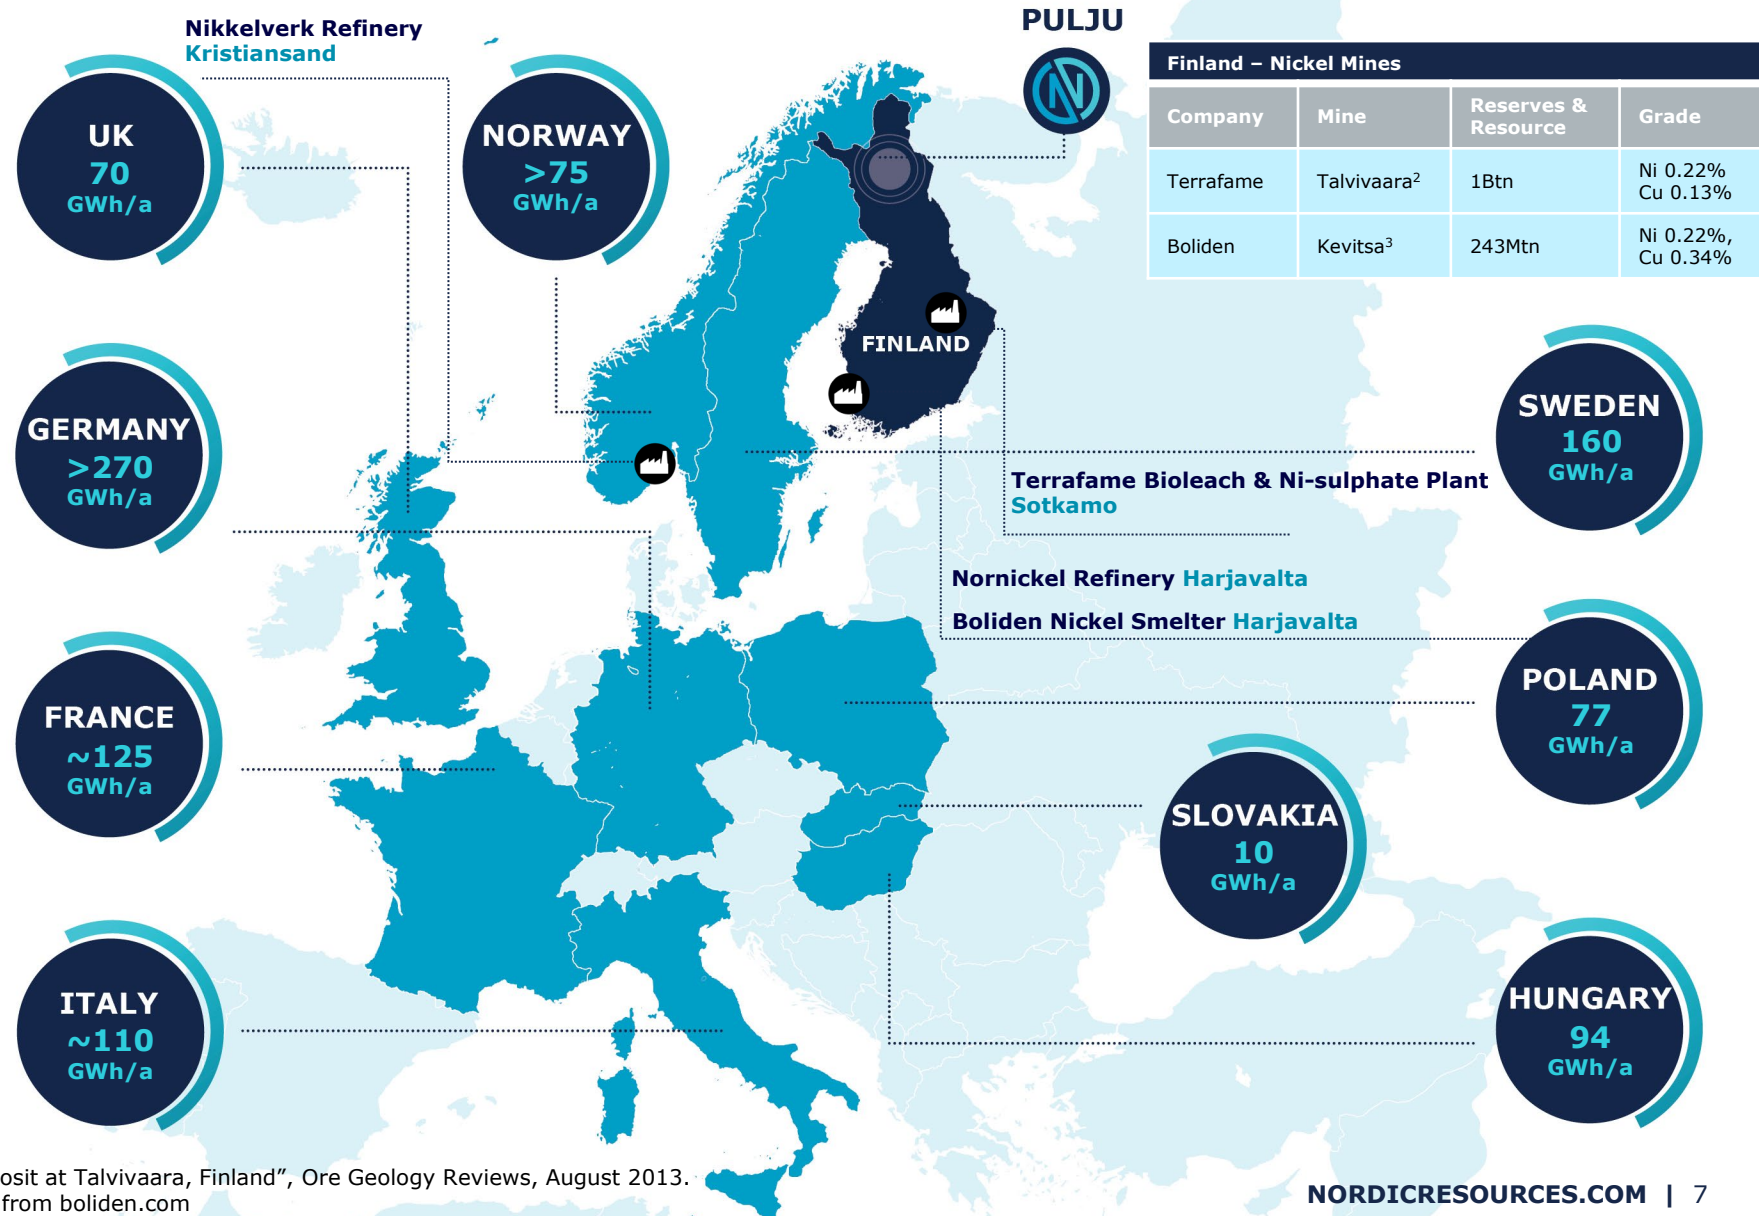 Nikkelverk Refinery
Kristiansand
PULJU
UK
70
GWh/a
NORWAY
>75
GWh/a
Finland – Nickel Mines
Company Mine Reserves & Resource Grade
Terrafame Talvivaara² 1Btn Ni 0.22% Cu 0.13%
Boliden Kevitsa³ 243Mtn Ni 0.22%, Cu 0.34%
FINLAND
GERMANY
>270
GWh/a
SWEDEN
160
GWh/a
Terrafame Bioleach & Ni-sulphate Plant
Sotkamo
Nornickel Refinery Harjavalta
Boliden Nickel Smelter Harjavalta
FRANCE
~125
GWh/a
POLAND
77
GWh/a
SLOVAKIA
10
GWh/a
ITALY
~110
GWh/a
HUNGARY
94
GWh/a
osit at Talvivaara, Finland”, Ore Geology Reviews, August 2013.
from boliden.com
NORDICRESOURCES.COM | 7